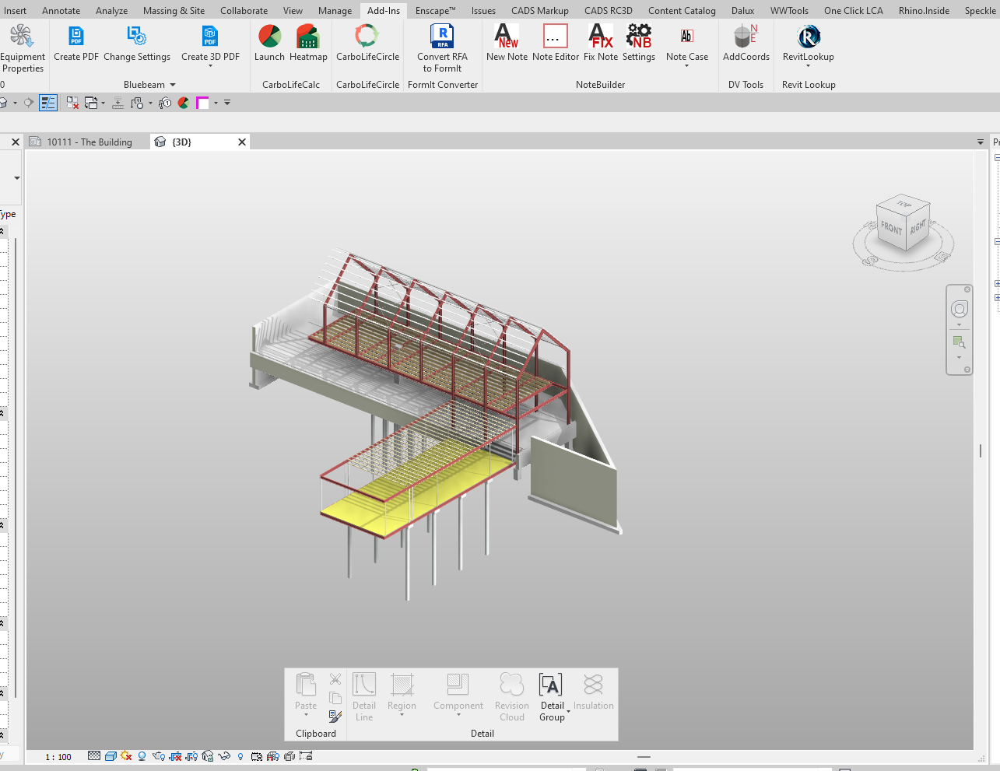 Insert Annotate Analyze Massing & Site Collaborate View Manage Add-Ins Enscape™ Issues CADS Markup CADS RC3D Content Catalog Dalux WWTools One Click LCA Rhino.Inside Speckle
PDF PDF RFA New ... FIX NB Ab N E
Equipment Create PDF Change Settings Create 3D PDF Launch Heatmap CarboLifeCircle Convert RFA New Note Note Editor Fix Note Settings Note Case AddCoords RevitLookup
Properties to FormIt
0 Bluebeam CarboLifeCalc CarboLifeCircle FormIt Converter NoteBuilder DV Tools Revit Lookup
10111 - The Building {3D} Pr
Type
TOP
FRONT RIGHT
S E
Paste Detail Region Component Revision Detail Insulation
Line Cloud Group
Clipboard Detail
y 1 : 100